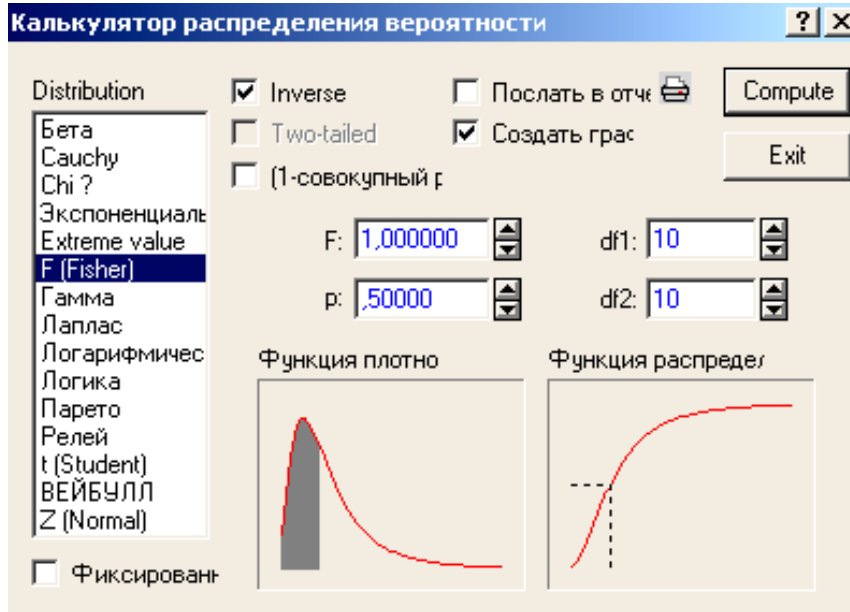 Калькулятор распределения вероятности
Distribution
Бета
Cauchy
Chi ?
Экспоненциаль
Extreme value
F (Fisher)
Гамма
Лаплас
Логарифмичес
Логика
Парето
Релей
t (Student)
ВЕЙБУЛЛ
Z (Normal)
Фиксированн
Inverse
Two-tailed
(1-совокупный р
Послать в отче
Создать граф
Compute
Exit
F: 1,000000
df1: 10
p: ,50000
df2: 10
Функция плотно
Функция распредел